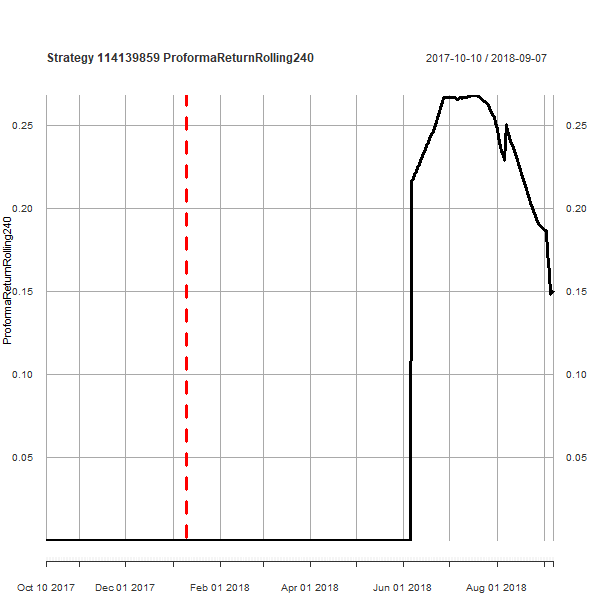 Strategy 114139859 ProformaReturnRolling240
2017-10-10 / 2018-09-07
ProformaReturnRolling240
0.25 0.25
0.20 0.20
0.15 0.15
0.10 0.10
0.05 0.05
Oct 10 2017 Dec 01 2017 Feb 01 2018 Apr 01 2018 Jun 01 2018 Aug 01 2018